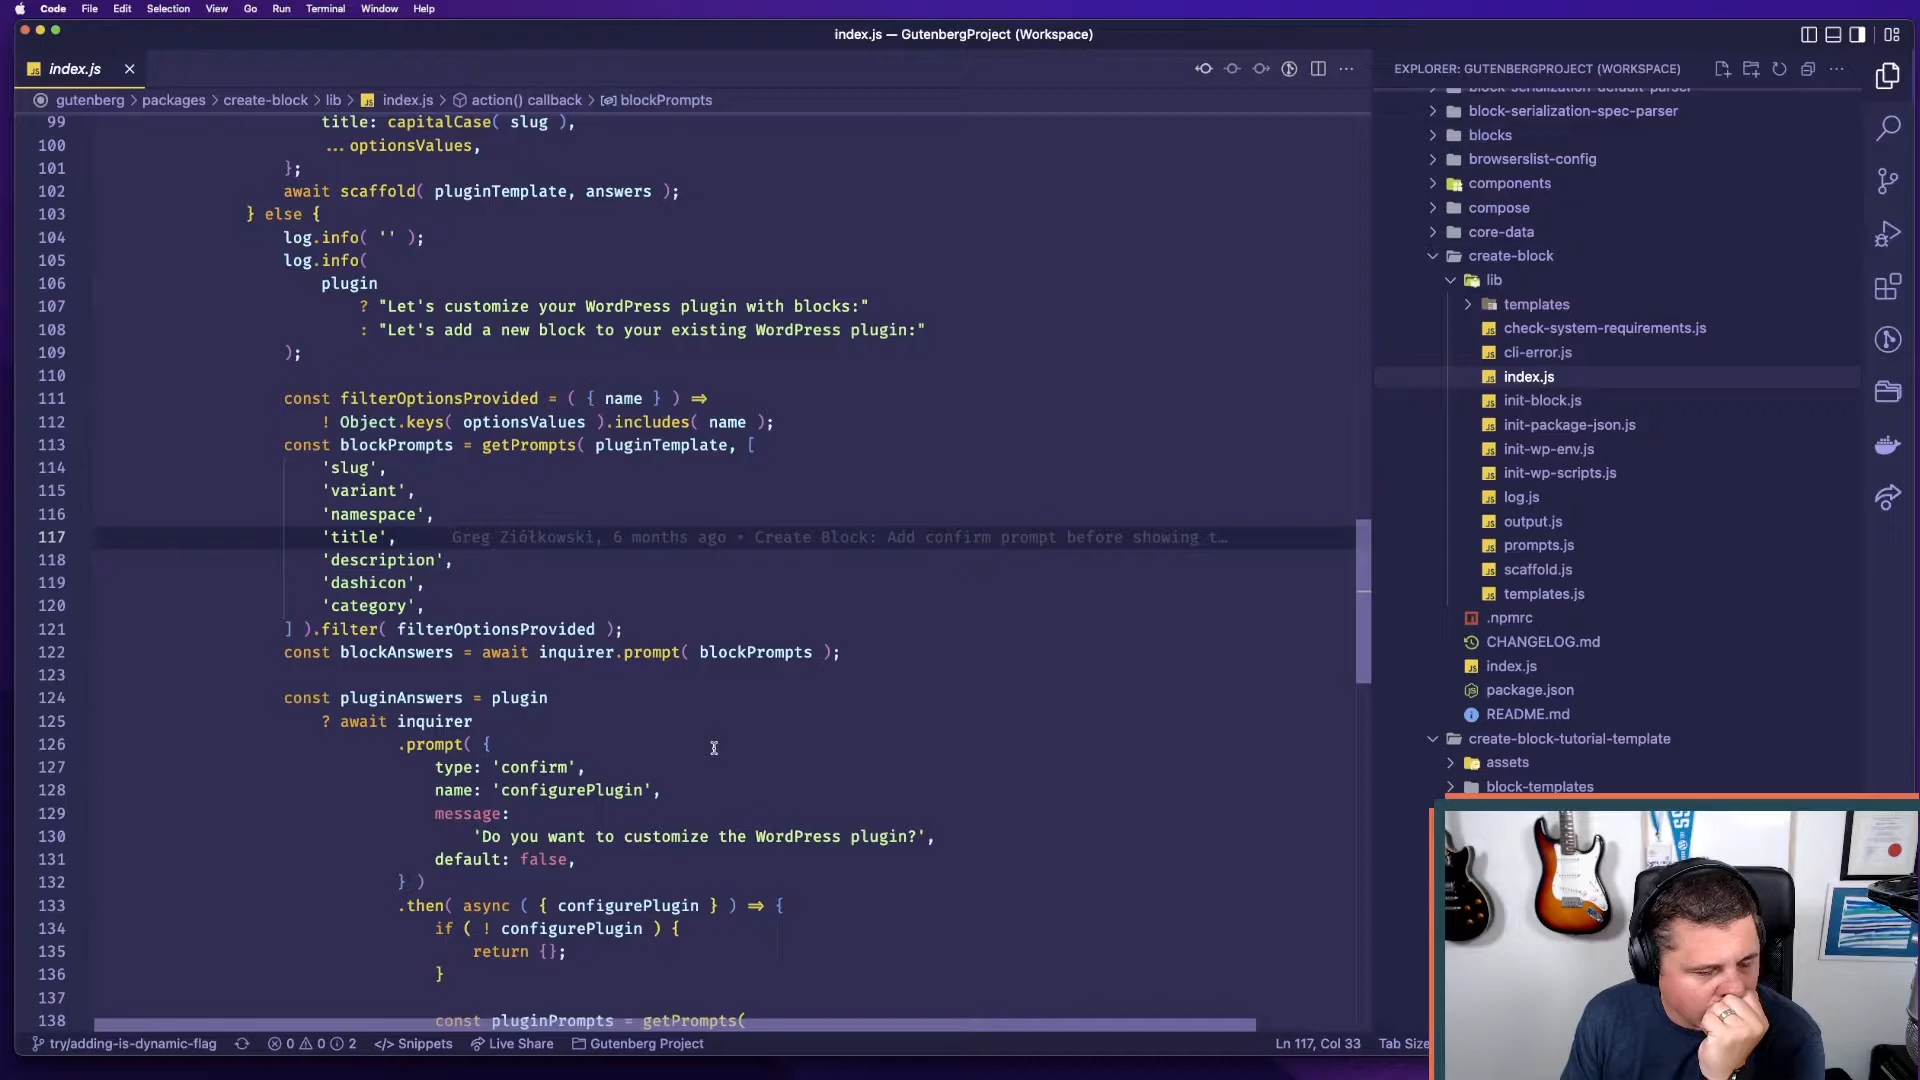 Code File Edit Selection View Go Run Terminal Window Help
index.js — GutenbergProject (Workspace)
index.js
EXPLORER: GUTENBERGPROJECT (WORKSPACE)
gutenberg > packages > create-block > lib > index.js > action() callback > blockPrompts
99 title: capitalCase( slug ),
100 ...optionsValues,
101 };
102 await scaffold( pluginTemplate, answers );
103 } else {
104 log.info( '' );
105 log.info(
106 plugin
107 ? "Let's customize your WordPress plugin with blocks:"
108 : "Let's add a new block to your existing WordPress plugin:"
109 );
110
111 const filterOptionsProvided = ( { name } ) =>
112 ! Object.keys( optionsValues ).includes( name );
113 const blockPrompts = getPrompts( pluginTemplate, [
114 'slug',
115 'variant',
116 'namespace',
117 'title', Greg Ziółkowski, 6 months ago • Create Block: Add confirm prompt before showing t…
118 'description',
119 'dashicon',
120 'category',
121 ] ).filter( filterOptionsProvided );
122 const blockAnswers = await inquirer.prompt( blockPrompts );
123
124 const pluginAnswers = plugin
125 ? await inquirer
126 .prompt( {
127 type: 'confirm',
128 name: 'configurePlugin',
129 message:
130 'Do you want to customize the WordPress plugin?',
131 default: false,
132 } )
133 .then( async ( { configurePlugin } ) => {
134 if ( ! configurePlugin ) {
135 return {};
136 }
137
138 const pluginPrompts = getPrompts(
block-serialization-default-parser
block-serialization-spec-parser
blocks
browserslist-config
components
compose
core-data
create-block
lib
templates
check-system-requirements.js
cli-error.js
index.js
init-block.js
init-package-json.js
init-wp-env.js
init-wp-scripts.js
log.js
output.js
prompts.js
scaffold.js
templates.js
.npmrc
CHANGELOG.md
index.js
package.json
README.md
create-block-tutorial-template
assets
block-templates
try/adding-is-dynamic-flag 0 0 2 </> Snippets Live Share Gutenberg Project Ln 117, Col 33 Tab Size